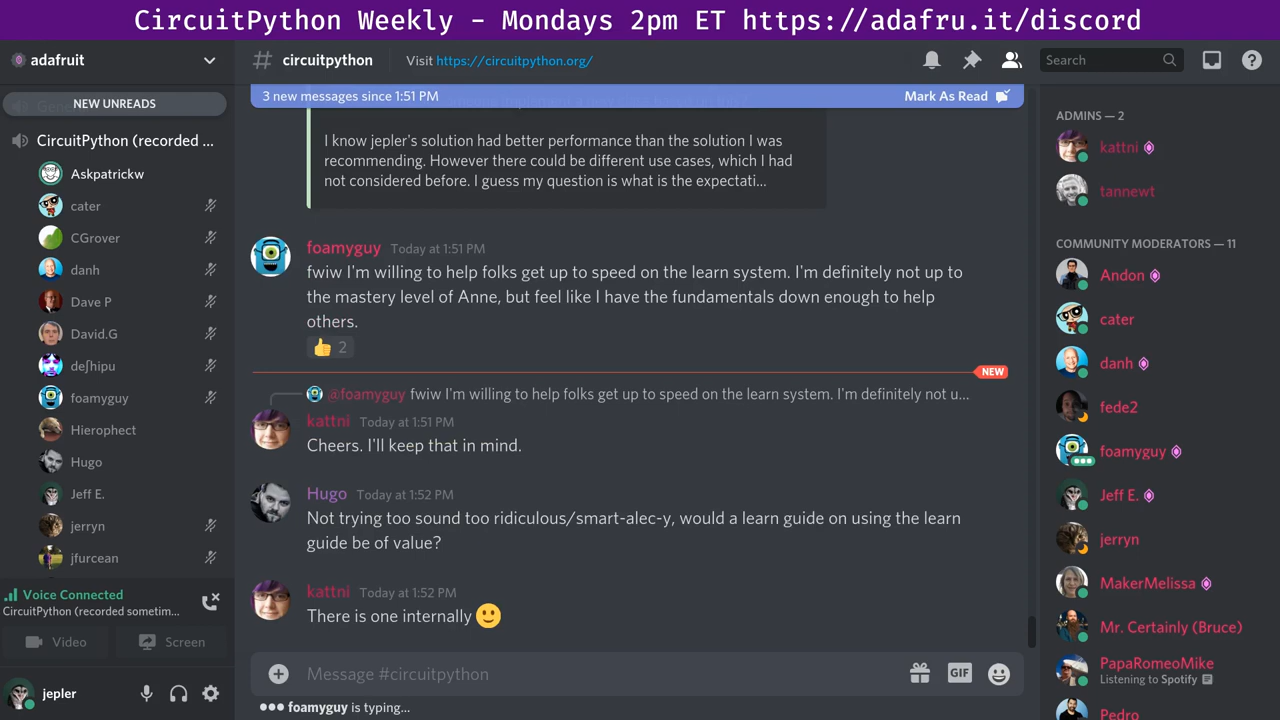 CircuitPython Weekly - Mondays 2pm ET https://adafru.it/discord
adafruit
# circuitpython
Visit https://circuitpython.org/
Search
NEW UNREADS
CircuitPython (recorded ...
Askpatrickw
cater
CGrover
danh
Dave P
David.G
deʃhipu
foamyguy
Hierophect
Hugo
Jeff E.
jerryn
jfurcean
Voice Connected
CircuitPython (recorded sometim...
Video
Screen
jepler
3 new messages since 1:51 PM
Mark As Read
I know jepler's solution had better performance than the solution I was
recommending. However there could be different use cases, which I had
not considered before. I guess my question is what is the expectati...
foamyguy Today at 1:51 PM
fwiw I'm willing to help folks get up to speed on the learn system. I'm definitely not up to
the mastery level of Anne, but feel like I have the fundamentals down enough to help
others.
2
NEW
@foamyguy fwiw I'm willing to help folks get up to speed on the learn system. I'm definitely not u...
kattni Today at 1:51 PM
Cheers. I'll keep that in mind.
Hugo Today at 1:52 PM
Not trying too sound too ridiculous/smart-alec-y, would a learn guide on using the learn
guide be of value?
kattni Today at 1:52 PM
There is one internally
Message #circuitpython
GIF
foamyguy is typing...
ADMINS — 2
kattni
tannewt
COMMUNITY MODERATORS — 11
Andon
cater
danh
fede2
foamyguy
Jeff E.
jerryn
MakerMelissa
Mr. Certainly (Bruce)
PapaRomeoMike
Listening to Spotify
Pedro